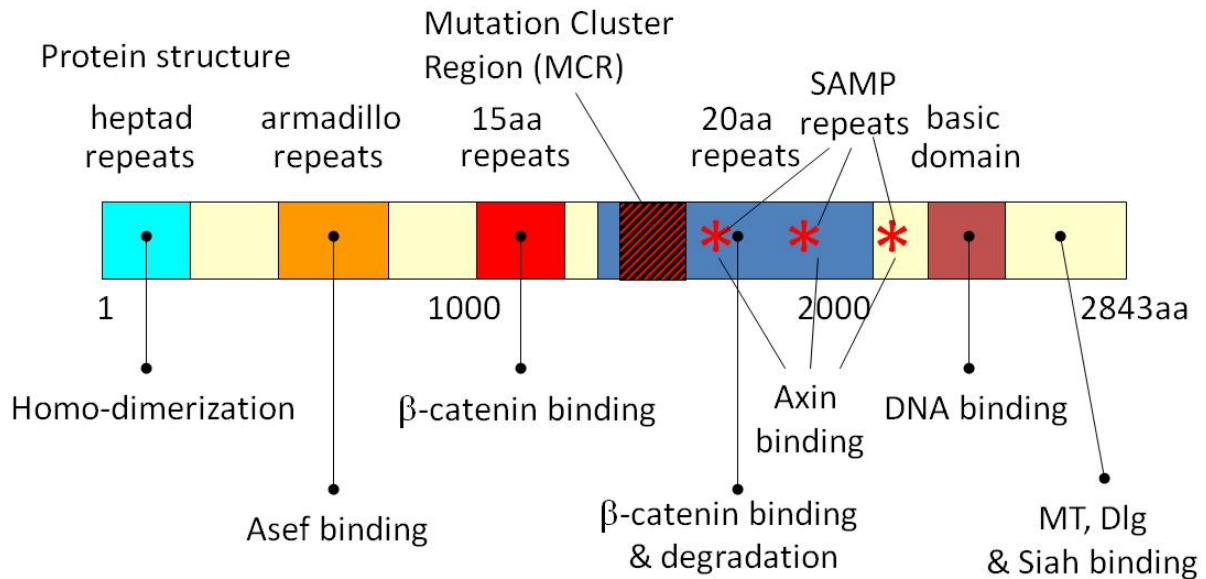 Mutation Cluster
Region (MCR)
Protein structure
SAMP
repeats
heptad
repeats
armadillo
repeats
15aa
repeats
20aa
repeats
basic
domain
* * *
1
1000
2000
2843aa
Homo-dimerization
β-catenin binding
Axin
binding
DNA binding
Asef binding
β-catenin binding
& degradation
MT, Dlg
& Siah binding